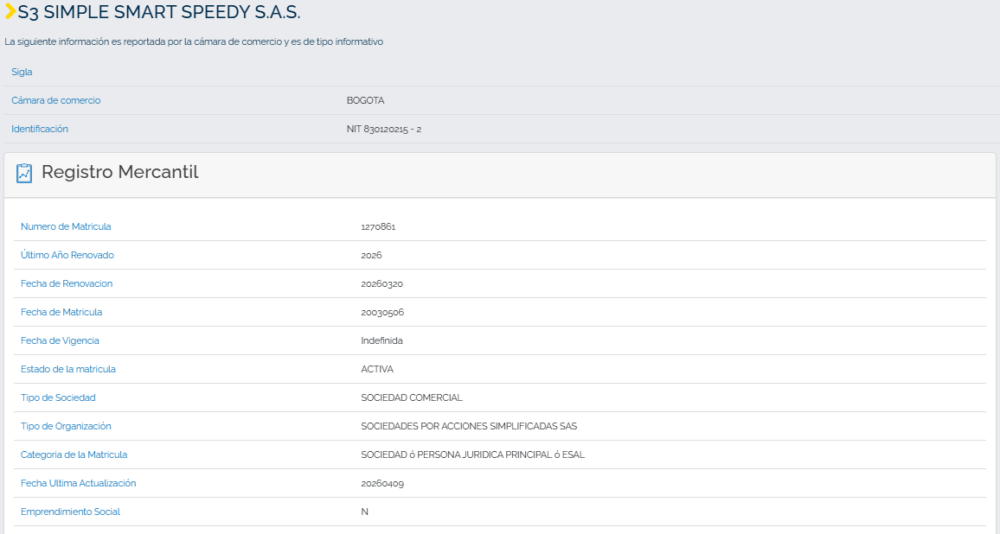 S3 SIMPLE SMART SPEEDY S.A.S.
La siguiente información es reportada por la cámara de comercio y es de tipo informativo
Sigla
Cámara de comercio BOGOTA
Identificación NIT 830120215 - 2
Registro Mercantil
Numero de Matricula 1270861
Último Año Renovado 2026
Fecha de Renovacion 20260320
Fecha de Matricula 20030506
Fecha de Vigencia Indefinida
Estado de la matricula ACTIVA
Tipo de Sociedad SOCIEDAD COMERCIAL
Tipo de Organización SOCIEDADES POR ACCIONES SIMPLIFICADAS SAS
Categoria de la Matricula SOCIEDAD ó PERSONA JURIDICA PRINCIPAL ó ESAL
Fecha Ultima Actualización 20260409
Emprendimiento Social N